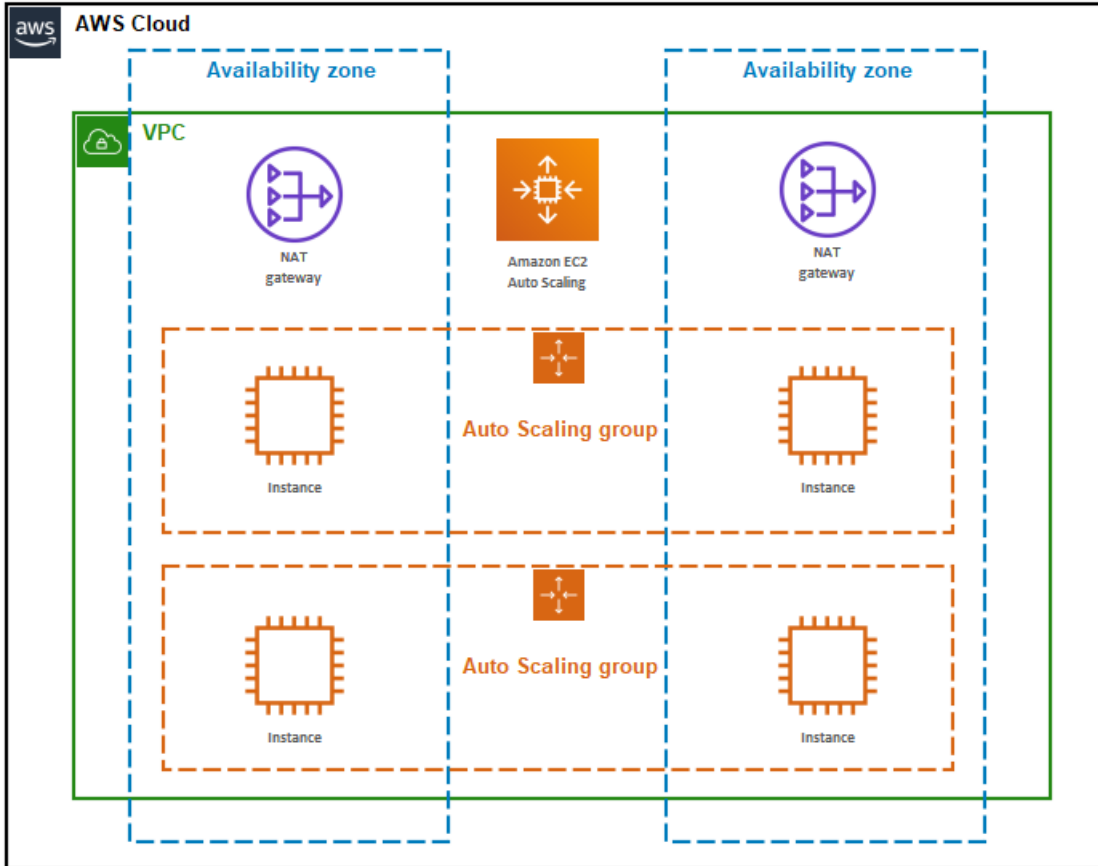 aws
AWS Cloud
Availability zone
Availability zone
VPC
NAT
gateway
Amazon EC2
Auto Scaling
NAT
gateway
Auto Scaling group
Instance
Instance
Auto Scaling group
Instance
Instance